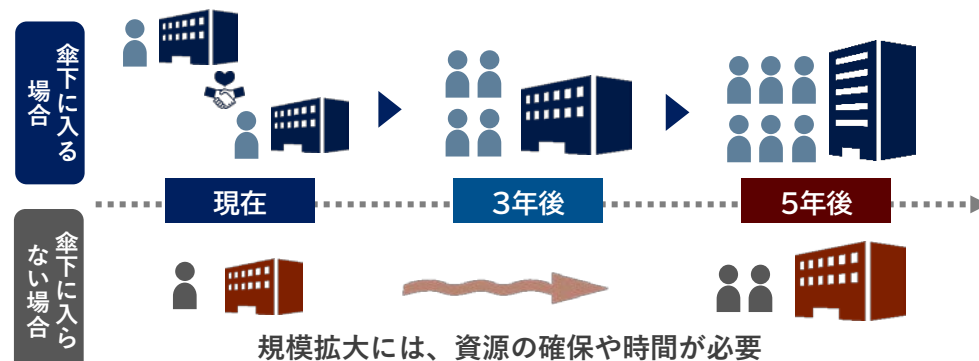 傘下に入る
場合
現在
3年後
5年後
傘下に入ら
ない場合
規模拡大には、資源の確保や時間が必要